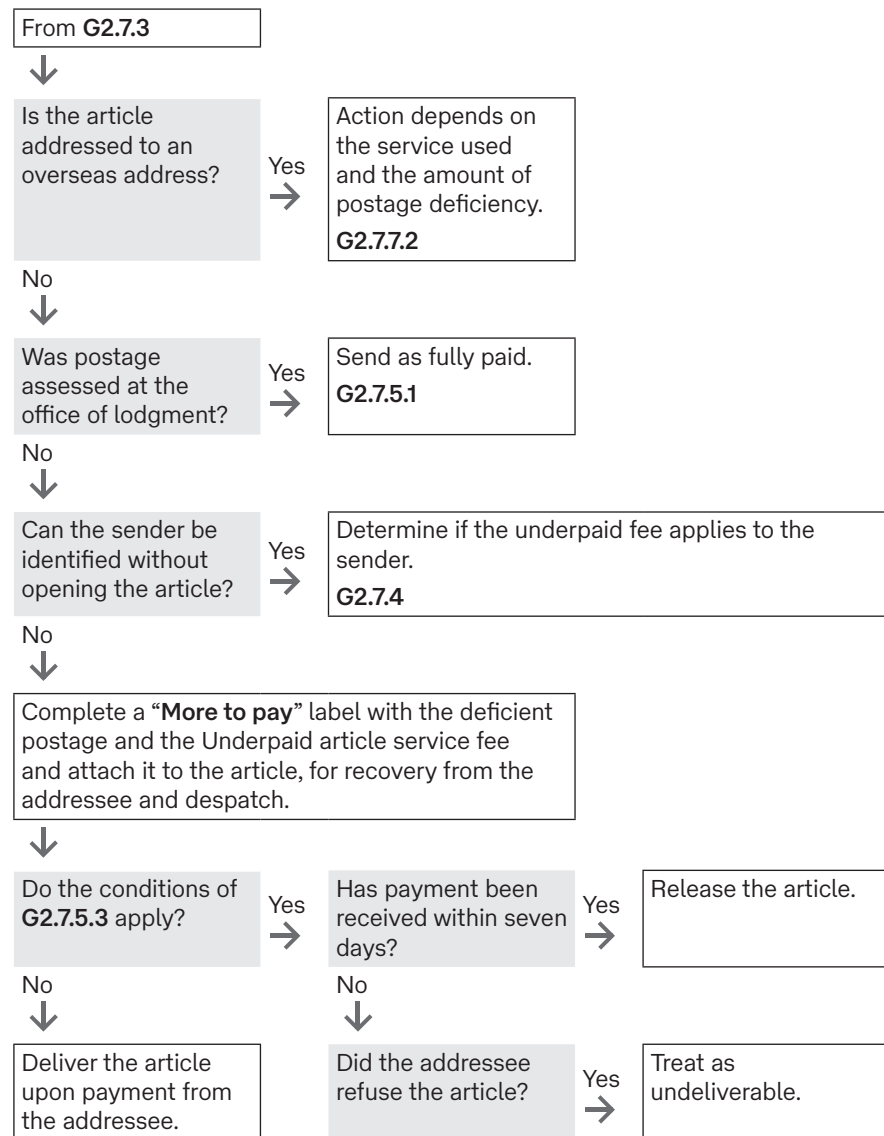 From G2.7.3
Is the article
addressed to an
overseas address?
Yes
Action depends on
the service used
and the amount of
postage deficiency.
G2.7.7.2
No
Was postage
assessed at the
office of lodgment?
Yes
Send as fully paid.
G2.7.5.1
No
Can the sender be
identified without
opening the article?
Yes
Determine if the underpaid fee applies to the
sender.
G2.7.4
No
Complete a “More to pay” label with the deficient
postage and the Underpaid article service fee
and attach it to the article, for recovery from the
addressee and despatch.
Do the conditions of
G2.7.5.3 apply?
Yes
Has payment been
received within seven
days?
Yes
Release the article.
No
No
Deliver the article
upon payment from
the addressee.
Did the addressee
refuse the article?
Yes
Treat as
undeliverable.